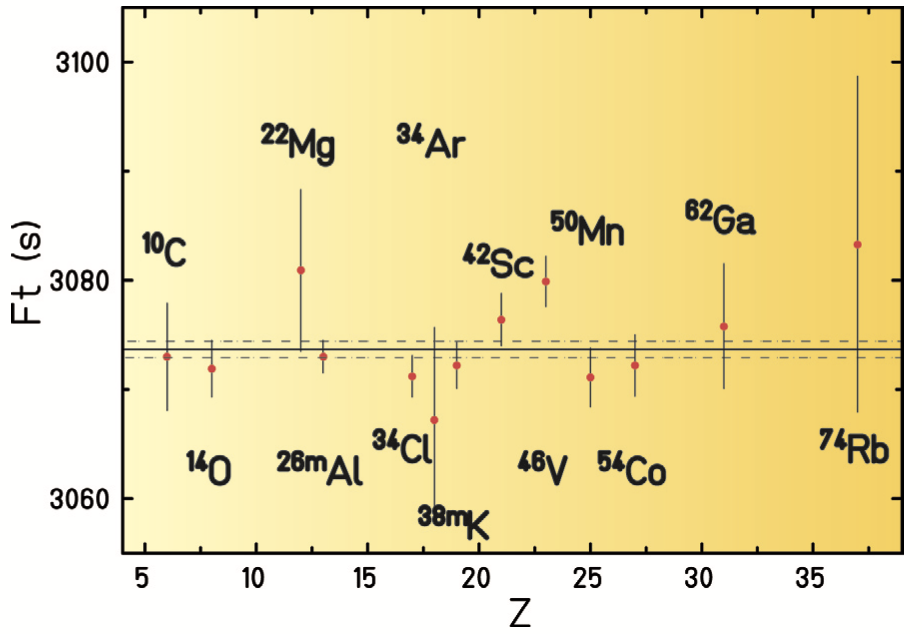 3100
3080
3060
Ft (s)
²²Mg
³⁴Ar
¹⁰C
⁴²Sc
⁵⁰Mn
⁶²Ga
¹⁴O
²⁶ᵐAl
³⁴Cl
³⁸ᵐK
⁴⁶V
⁵⁴Co
⁷⁴Rb
5 10 15 20 25 30 35
Z